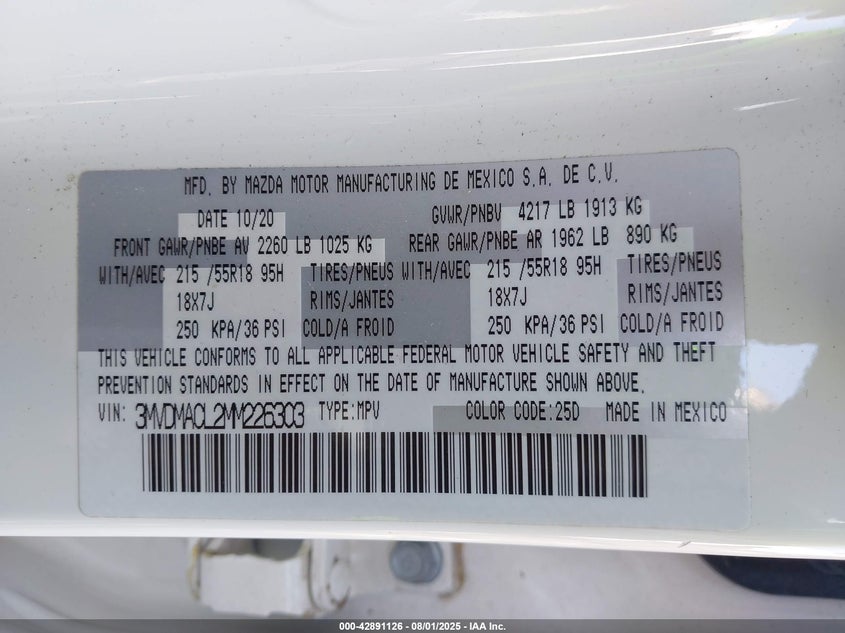 MFD. BY MAZDA MOTOR MANUFACTURING DE MEXICO S.A. DE C.V.
DATE 10/20 GVWR/PNBV 4217 LB 1913 KG
FRONT GAWR/PNBE AV 2260 LB 1025 KG REAR GAWR/PNBE AR 1962 LB 890 KG
WITH/AVEC 215 /55R18 95H TIRES/PNEUS WITH/AVEC 215 /55R18 95H TIRES/PNEUS
18X7J RIMS/JANTES 18X7J RIMS/JANTES
250 KPA/36 PSI COLD/A FROID 250 KPA/36 PSI COLD/A FROID
THIS VEHICLE CONFORMS TO ALL APPLICABLE FEDERAL MOTOR VEHICLE SAFETY AND THEFT
PREVENTION STANDARDS IN EFFECT ON THE DATE OF MANUFACTURE SHOWN ABOVE.
VIN: 3MVDMACL2MM226303 TYPE:MPV COLOR CODE:25D MADE IN MEXICO
000-42891126 - 08/01/2025 - IAA Inc.